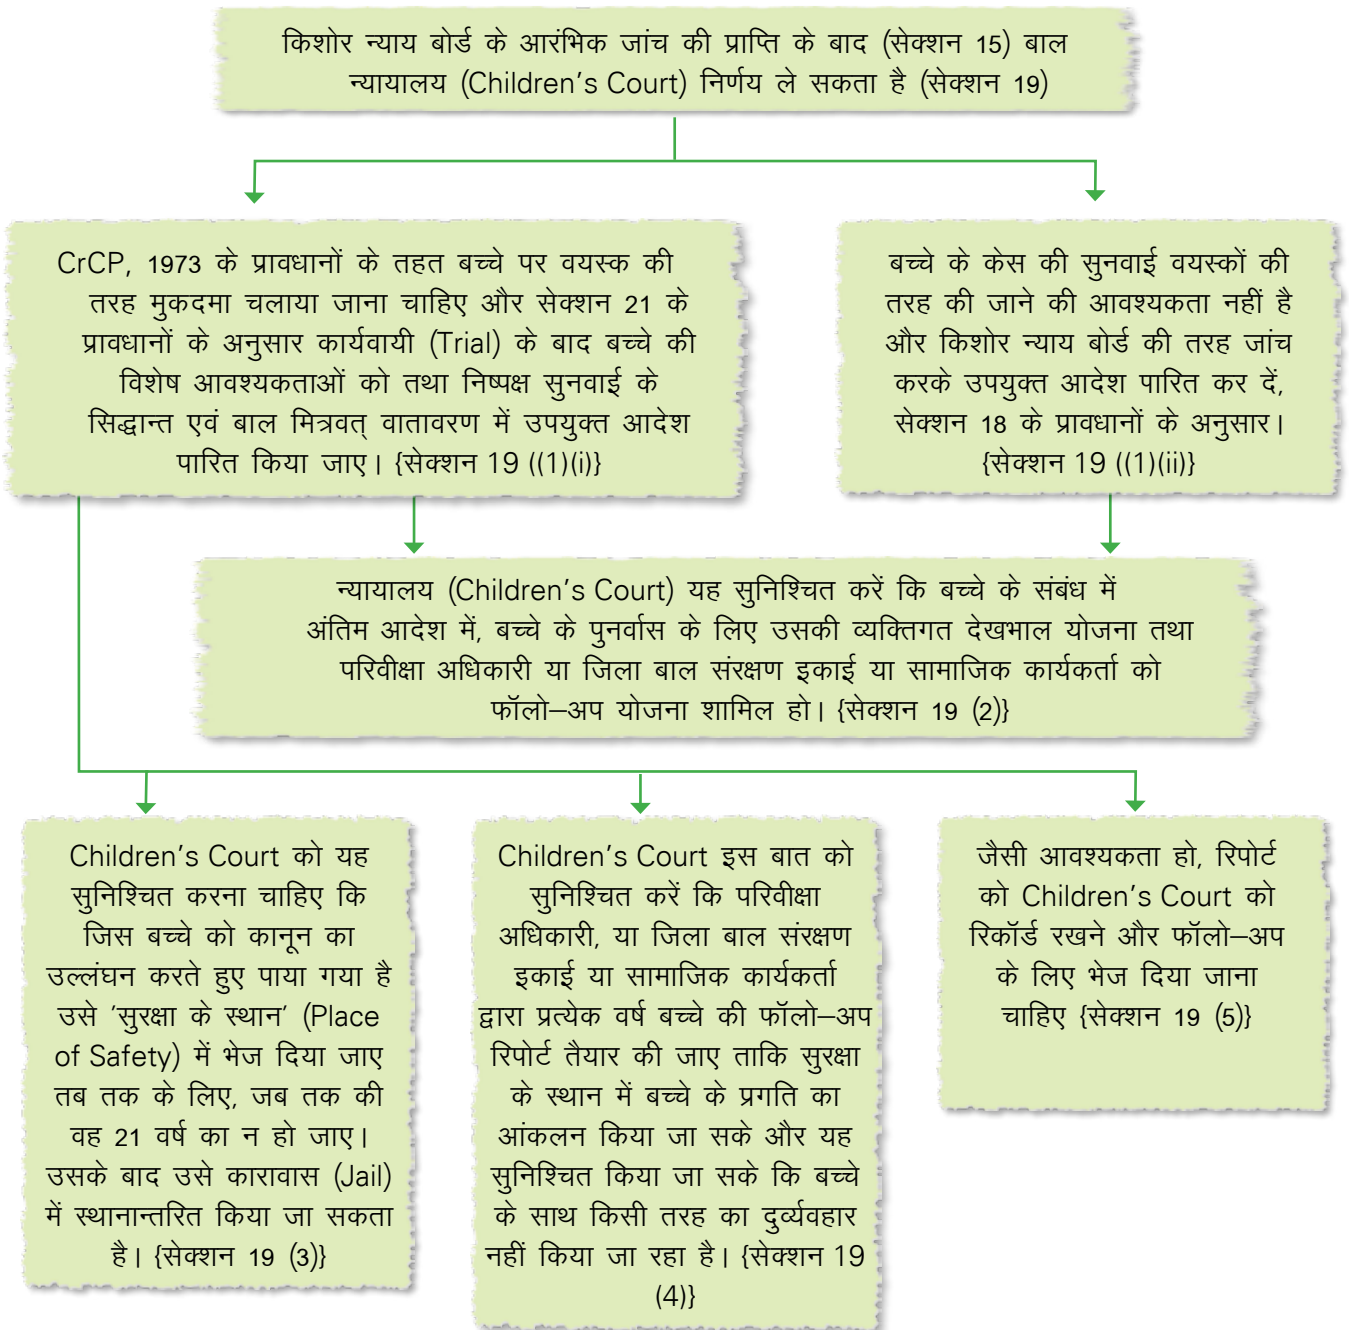 किशोर न्याय बोर्ड के आरंभिक जांच की प्राप्ति के बाद (सेक्शन 15) बाल
न्यायालय (Children's Court) निर्णय ले सकता है (सेक्शन 19)
CrCP, 1973 के प्रावधानों के तहत बच्चे पर वयस्क की
तरह मुकदमा चलाया जाना चाहिए और सेक्शन 21 के
प्रावधानों के अनुसार कार्यवायी (Trial) के बाद बच्चे की
विशेष आवश्यकताओं को तथा निष्पक्ष सुनवाई के
सिद्धान्त एवं बाल मित्रवत् वातावरण में उपयुक्त आदेश
पारित किया जाए। {सेक्शन 19 ((1)(i)}
बच्चे के केस की सुनवाई वयस्कों की
तरह की जाने की आवश्यकता नहीं है
और किशोर न्याय बोर्ड की तरह जांच
करके उपयुक्त आदेश पारित कर दें,
सेक्शन 18 के प्रावधानों के अनुसार।
{सेक्शन 19 ((1)(ii)}
न्यायालय (Children's Court) यह सुनिश्चित करें कि बच्चे के संबंध में
अंतिम आदेश में, बच्चे के पुनर्वास के लिए उसकी व्यक्तिगत देखभाल योजना तथा
परिवीक्षा अधिकारी या जिला बाल संरक्षण इकाई या सामाजिक कार्यकर्ता को
फॉलो–अप योजना शामिल हो। {सेक्शन 19 (2)}
Children's Court को यह
सुनिश्चित करना चाहिए कि
जिस बच्चे को कानून का
उल्लंघन करते हुए पाया गया है
उसे 'सुरक्षा के स्थान' (Place
of Safety) में भेज दिया जाए
तब तक के लिए, जब तक की
वह 21 वर्ष का न हो जाए।
उसके बाद उसे कारावास (Jail)
में स्थानान्तरित किया जा सकता
है। {सेक्शन 19 (3)}
Children's Court इस बात को
सुनिश्चित करें कि परिवीक्षा
अधिकारी, या जिला बाल संरक्षण
इकाई या सामाजिक कार्यकर्ता
द्वारा प्रत्येक वर्ष बच्चे की फॉलो–अप
रिपोर्ट तैयार की जाए ताकि सुरक्षा
के स्थान में बच्चे के प्रगति का
आंकलन किया जा सके और यह
सुनिश्चित किया जा सके कि बच्चे
के साथ किसी तरह का दुर्व्यवहार
नहीं किया जा रहा है। {सेक्शन 19
(4)}
जैसी आवश्यकता हो, रिपोर्ट
को Children's Court को
रिकॉर्ड रखने और फॉलो–अप
के लिए भेज दिया जाना
चाहिए {सेक्शन 19 (5)}